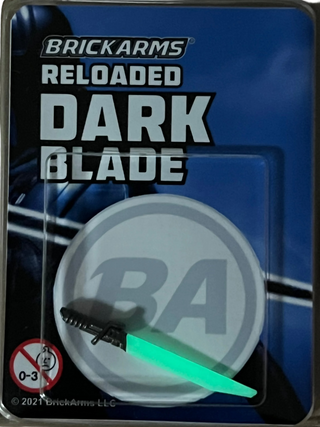 BRICKARMS®
RELOADED
DARK
BLADE
BA
0-3
© 2021 BrickArms LLC